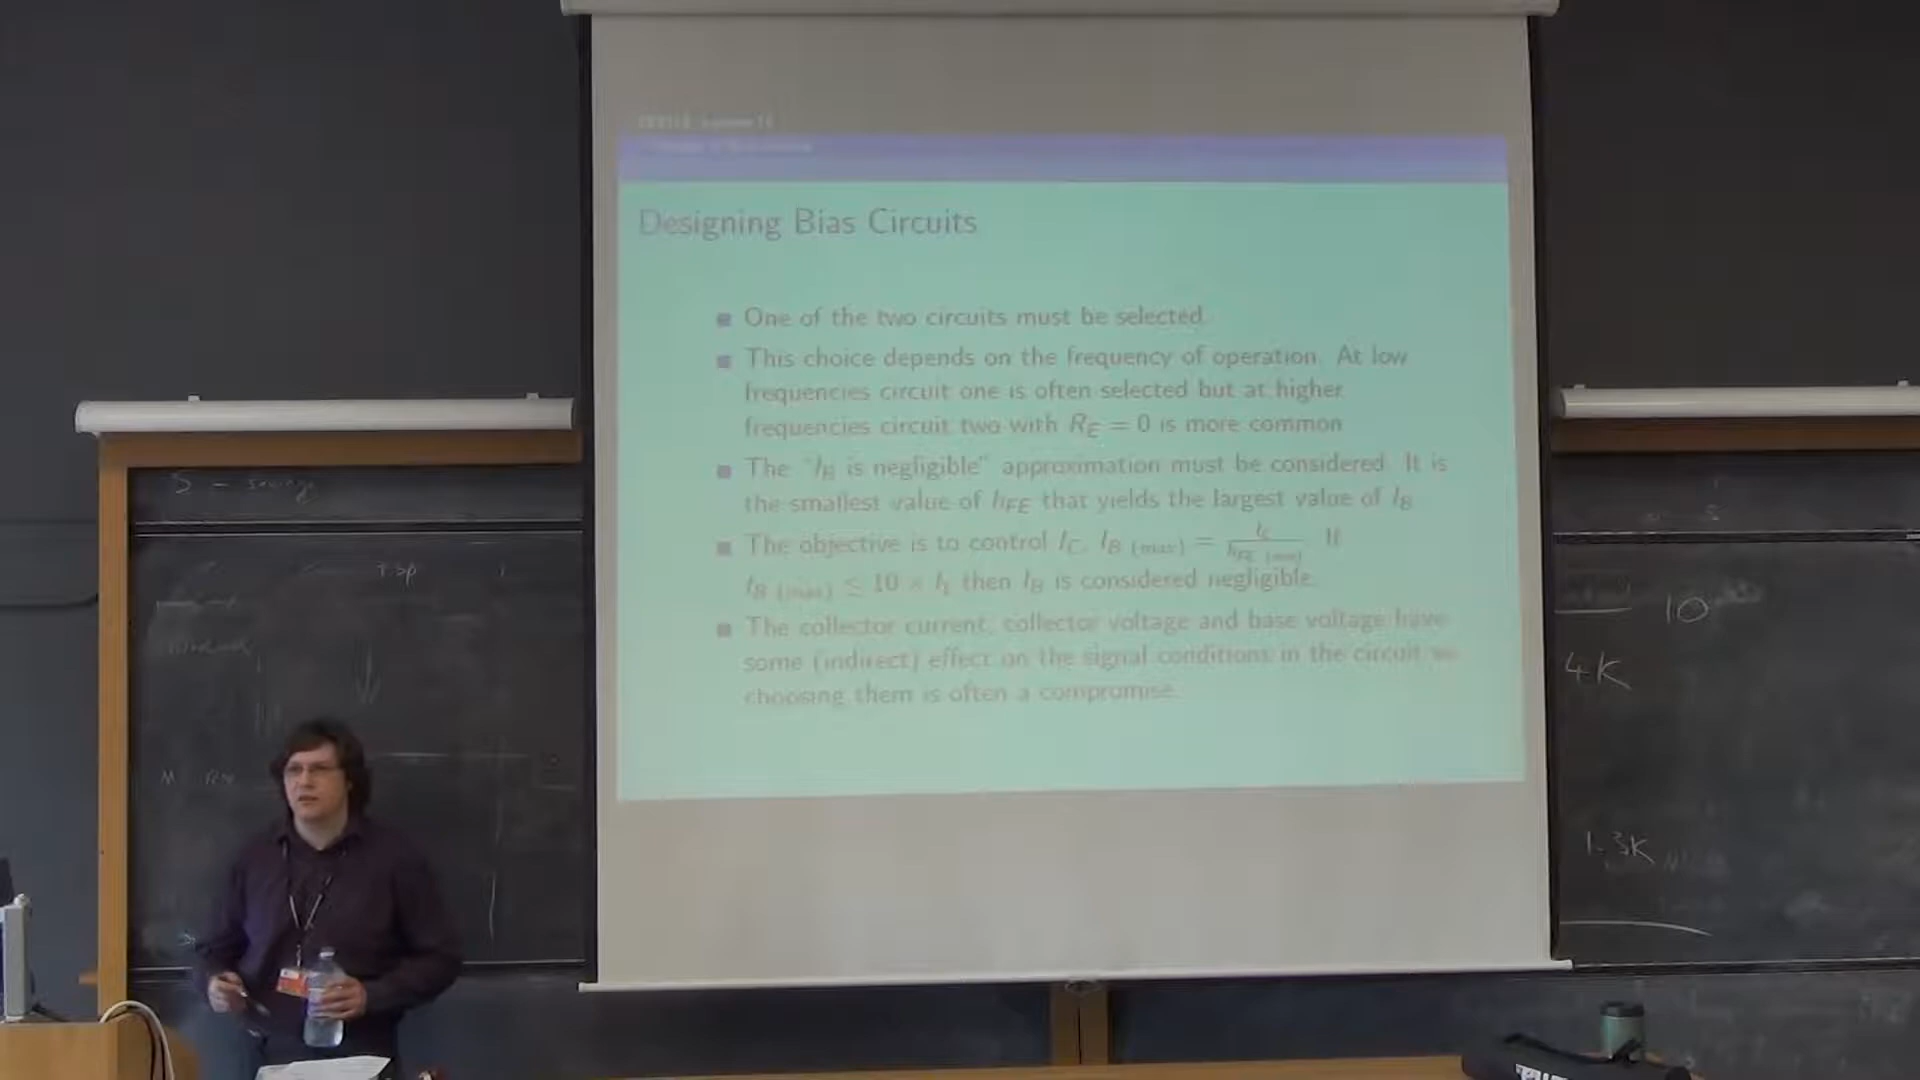 Designing Bias Circuits
One of the two circuits must be selected.
This choice depends on the frequency of operation. At low
frequencies circuit one is often selected but at higher
frequencies circuit two with R_E = 0 is more common
The "I_B is negligible" approximation must be considered. It is
the smallest value of h_FE that yields the largest value of I_B
The objective is to control I_C. I_B (max) = I_C / h_FE (min). If
I_B (max) ≤ 10 × I_1 then I_B is considered negligible.
The collector current, collector voltage and base voltage have
some (indirect) effect on the signal conditions in the circuit so
choosing them is often a compromise.
10
4K
1.3K